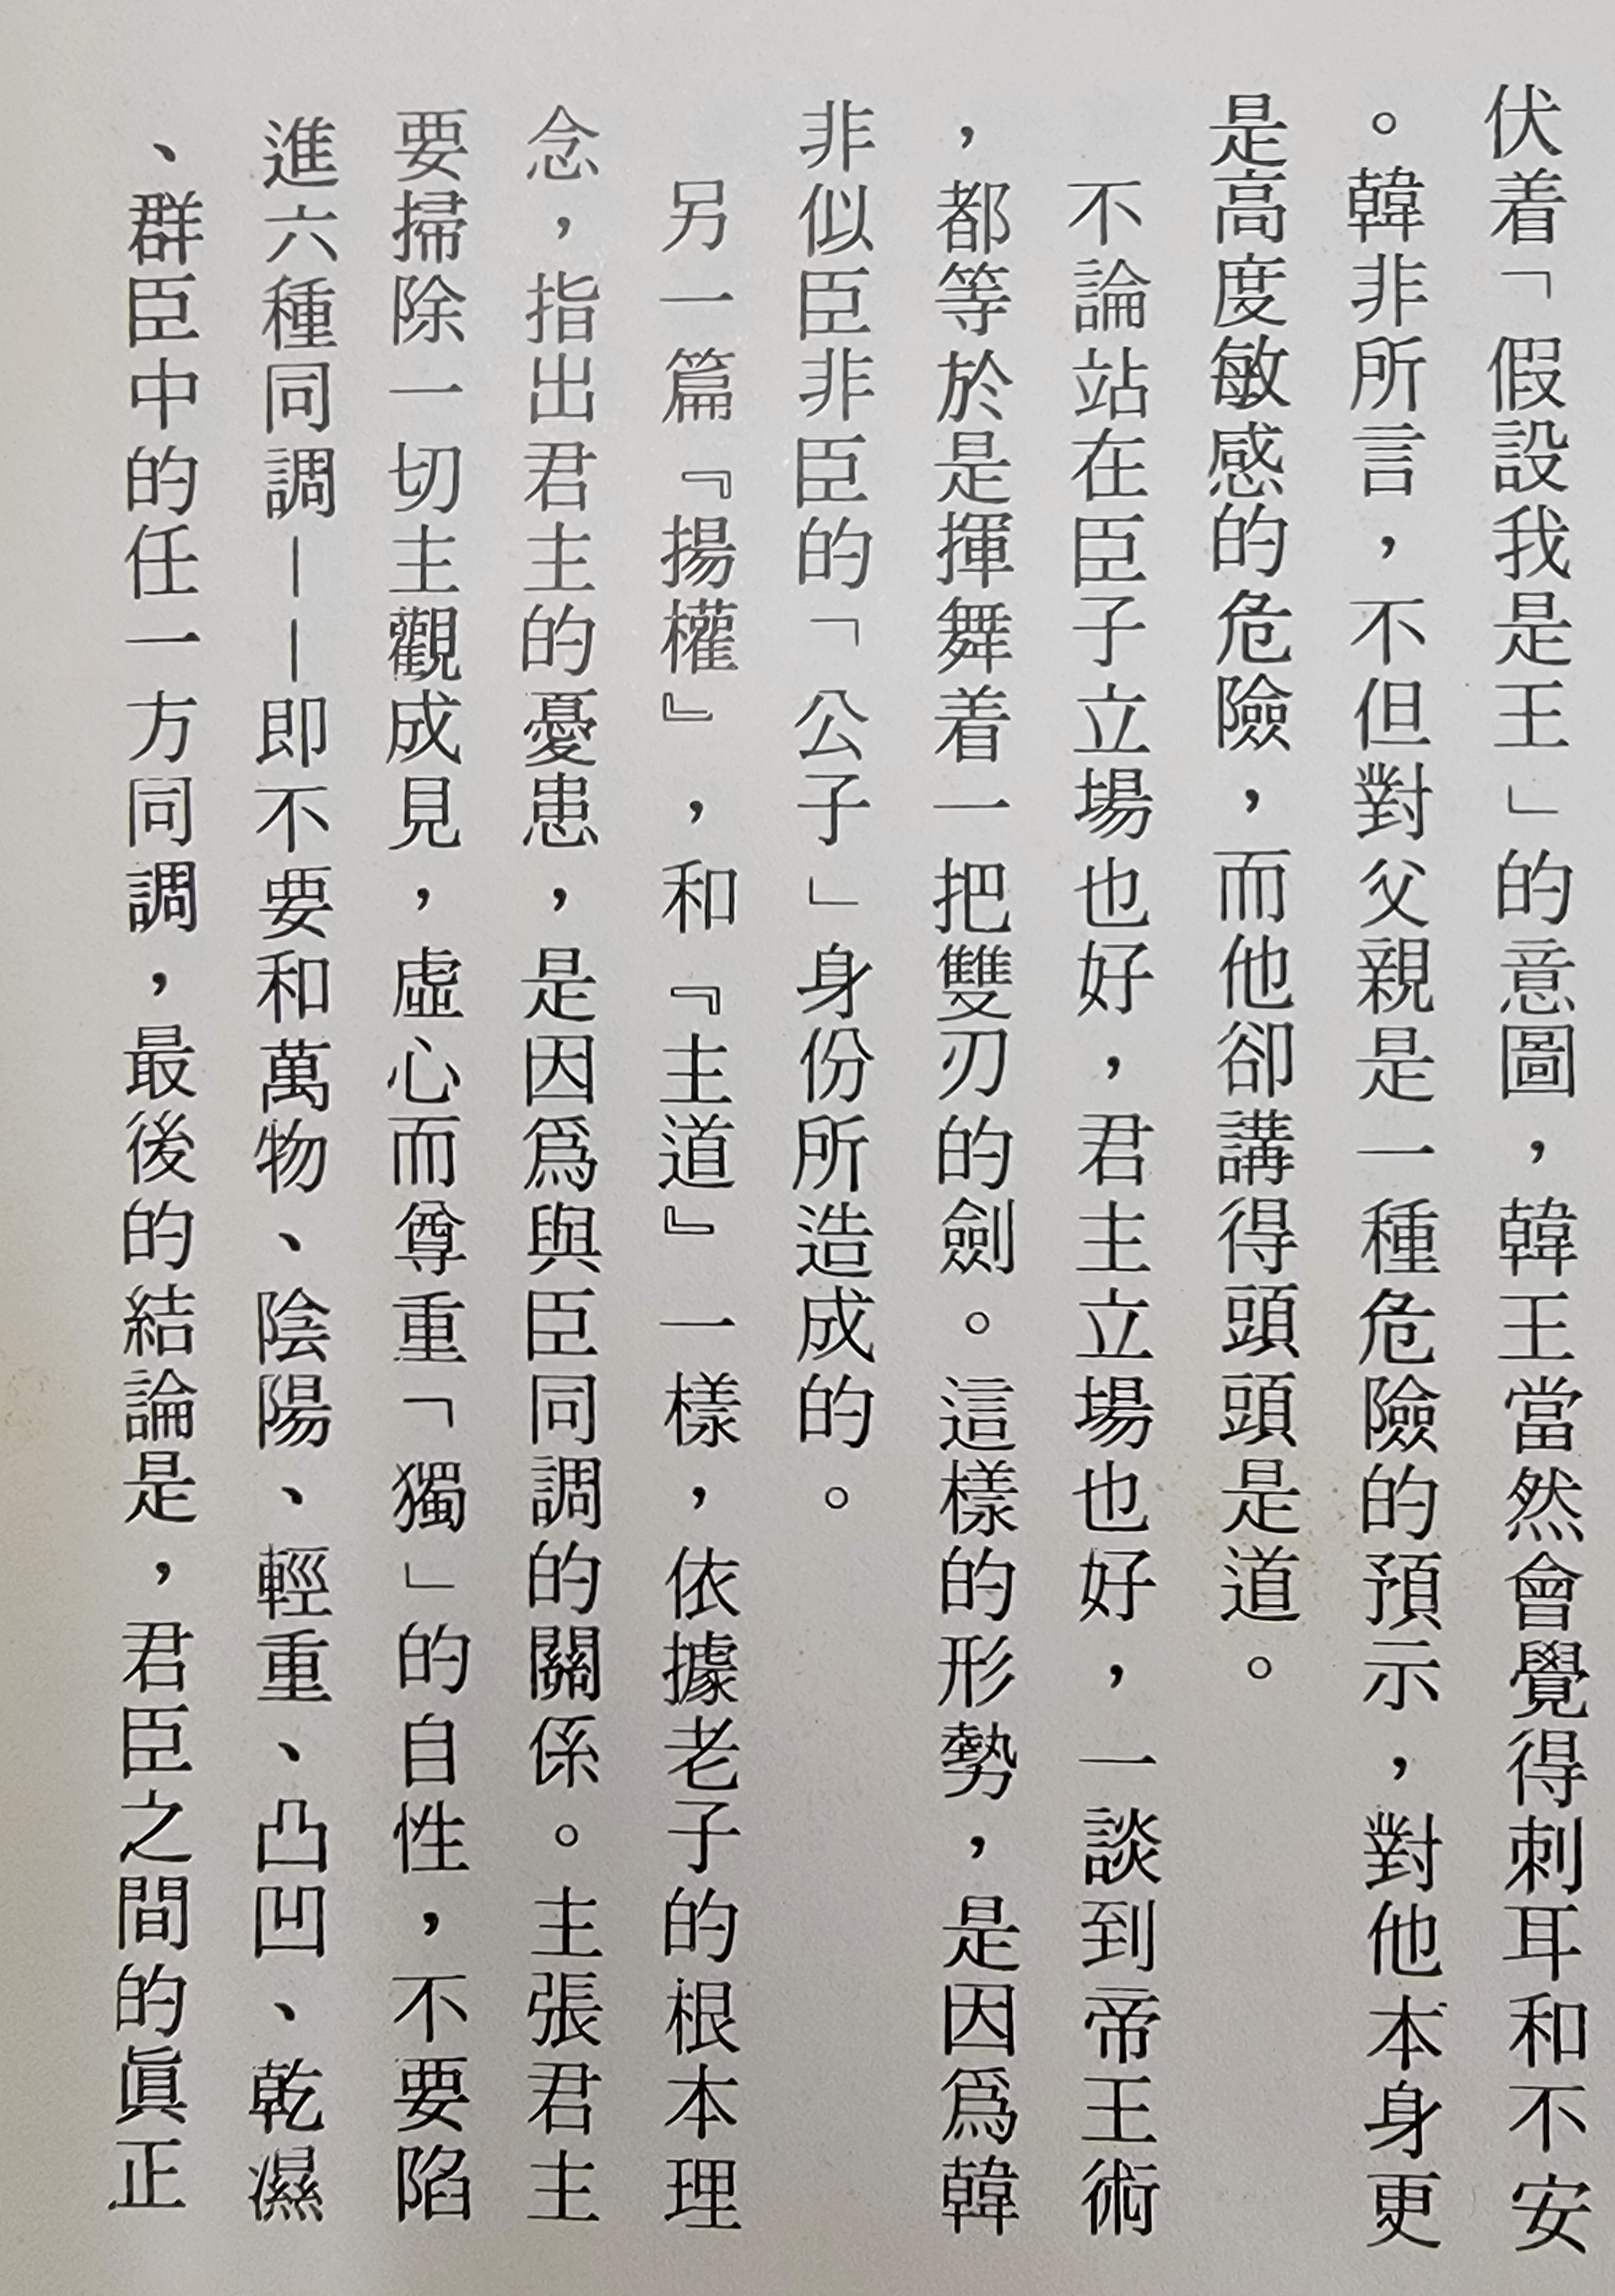 伏着「假設我是王」的意圖，韓王當然會覺得刺耳和不安
。韓非所言，不但對父親是一種危險的預示，對他本身更
是高度敏感的危險，而他卻講得頭頭是道。
不論站在臣子立場也好，君主立場也好，一談到帝王術
，都等於是揮舞着一把雙刃的劍。這樣的形勢，是因為韓
非似臣非臣的「公子」身份所造成的。
另一篇『揚權』，和『主道』一樣，依據老子的根本理
念，指出君主的憂患，是因為與臣同調的關係。主張君主
要掃除一切主觀成見，虛心而尊重「獨」的自性，不要陷
進六種同調——即不要和萬物、陰陽、輕重、凸凹、乾濕
、群臣中的任一方同調，最後的結論是，君臣之間的眞正